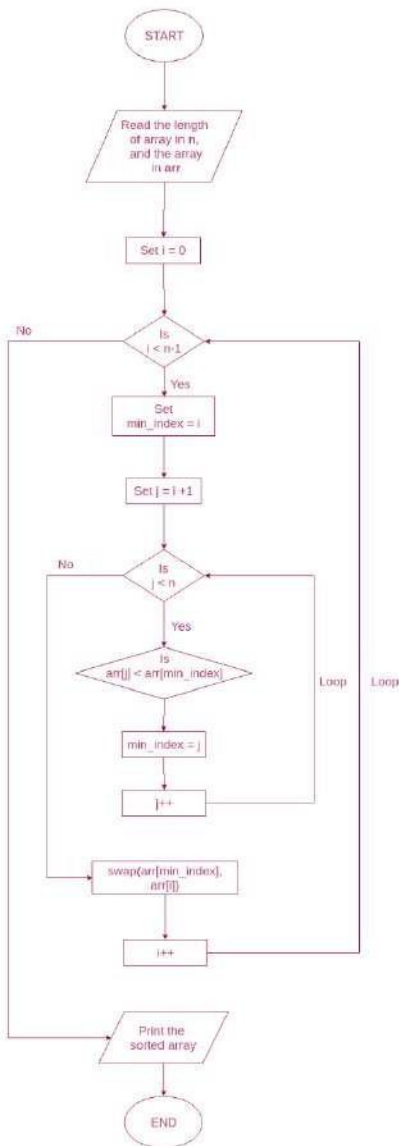 START
Read the length
of array in n,
and the array
in arr
Set i = 0
No
Is
i < n-1
Yes
Set
min_index = i
Set j = i +1
No
Is
j < n
Yes
Is
arr[j] < arr[min_index]
Loop
Loop
min_index = j
j++
swap(arr[min_index],
arr[i])
i++
Print the
sorted array
END